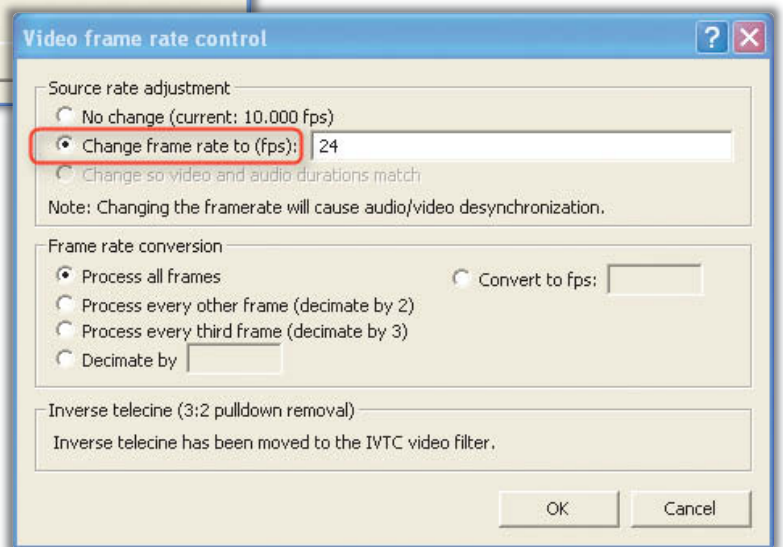 Video frame rate control
Source rate adjustment
No change (current: 10.000 fps)
Change frame rate to (fps): 24
Change so video and audio durations match
Note: Changing the framerate will cause audio/video desynchronization.
Frame rate conversion
Process all frames
Convert to fps:
Process every other frame (decimate by 2)
Process every third frame (decimate by 3)
Decimate by
Inverse telecine (3:2 pulldown removal)
Inverse telecine has been moved to the IVTC video filter.
OK Cancel